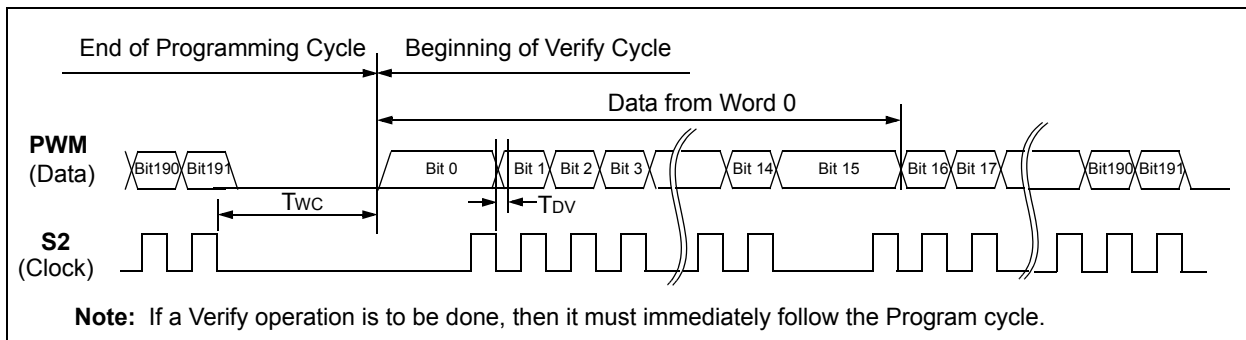 End of Programming Cycle Beginning of Verify Cycle
Data from Word 0
PWM
(Data)
Bit190 Bit191 Bit 0 Bit 1 Bit 2 Bit 3 Bit 14 Bit 15 Bit 16 Bit 17 Bit190 Bit191
TWC TDV
S2
(Clock)
Note: If a Verify operation is to be done, then it must immediately follow the Program cycle.